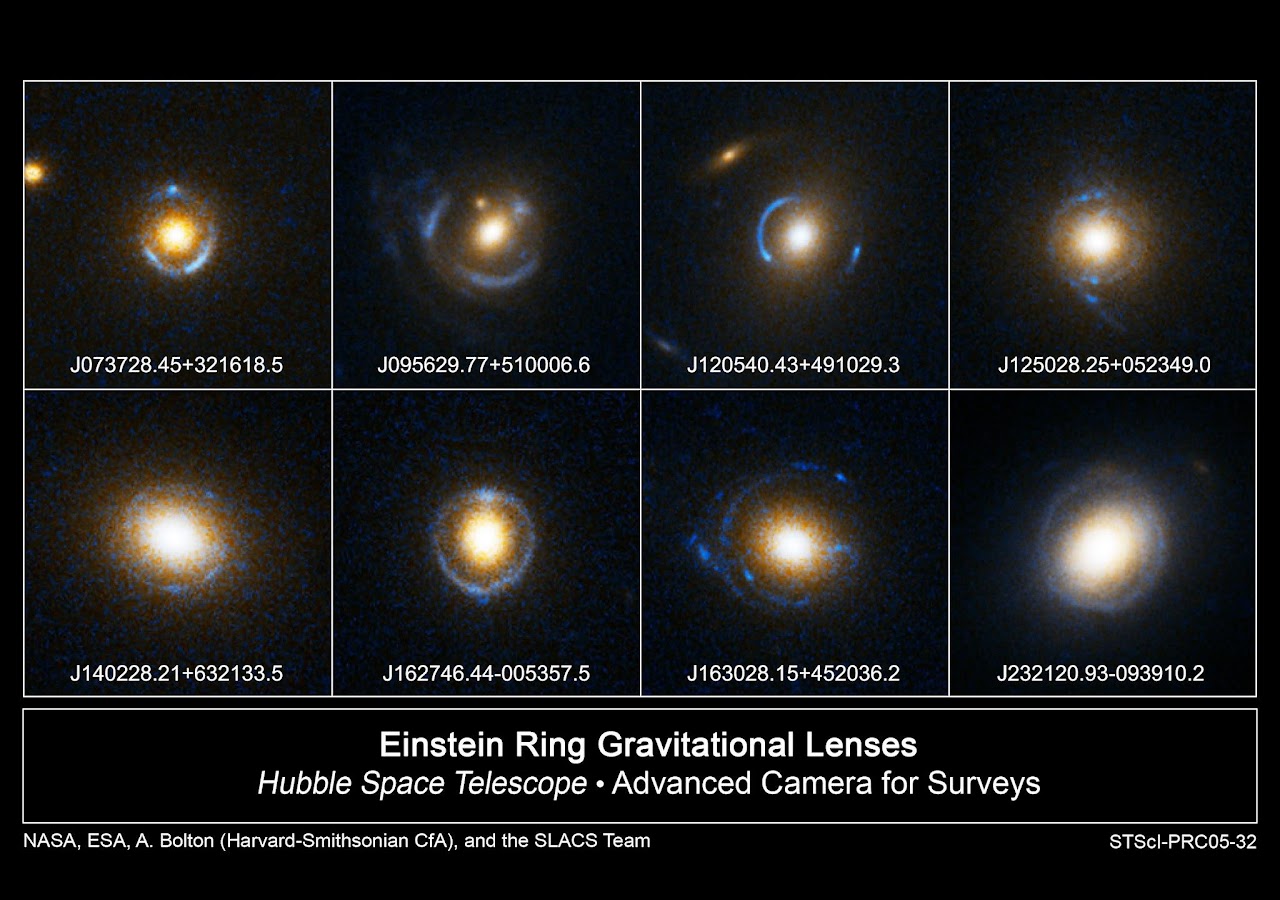 J073728.45+321618.5
J095629.77+510006.6
J120540.43+491029.3
J125028.25+052349.0
J140228.21+632133.5
J162746.44-005357.5
J163028.15+452036.2
J232120.93-093910.2
Einstein Ring Gravitational Lenses
Hubble Space Telescope • Advanced Camera for Surveys
NASA, ESA, A. Bolton (Harvard-Smithsonian CfA), and the SLACS Team
STScI-PRC05-32